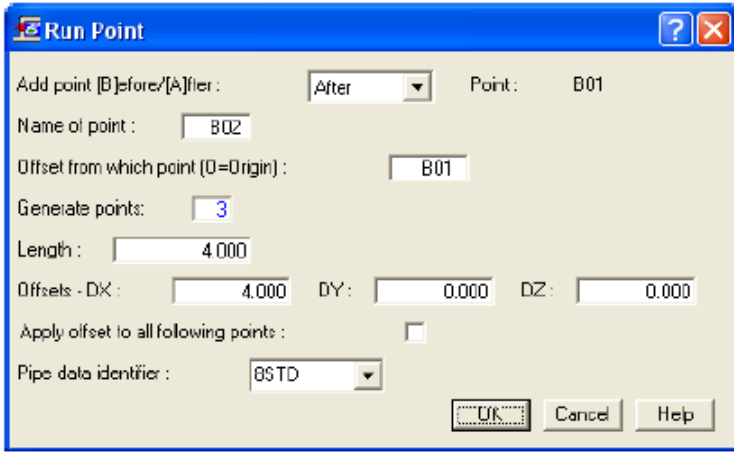 Run Point
Add point [B]efore/[A]fter : After Point : B01
Name of point : B02
Offset from which point (O=Origin) : B01
Generate points: 3
Length : 4.000
Offsets - DX : 4.000 DY : 0.000 DZ : 0.000
Apply offset to all following points :
Pipe data identifier : 8STD
OK Cancel Help